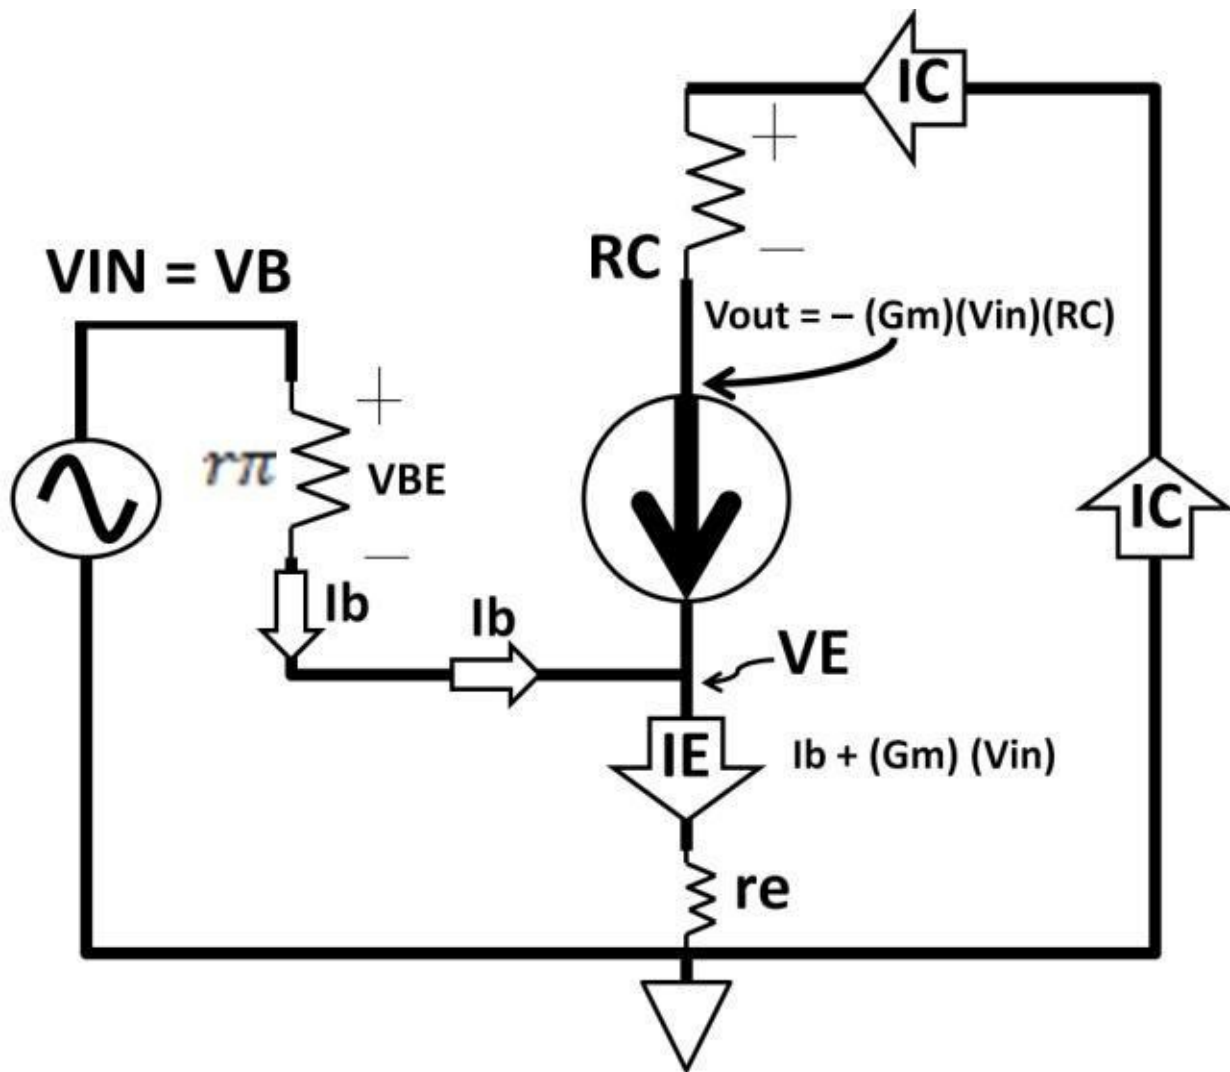 IC
+
RC
–
VIN = VB
Vout = – (Gm)(Vin)(RC)
+
rπ
VBE
–
IC
Ib
Ib
VE
IE
Ib + (Gm) (Vin)
re